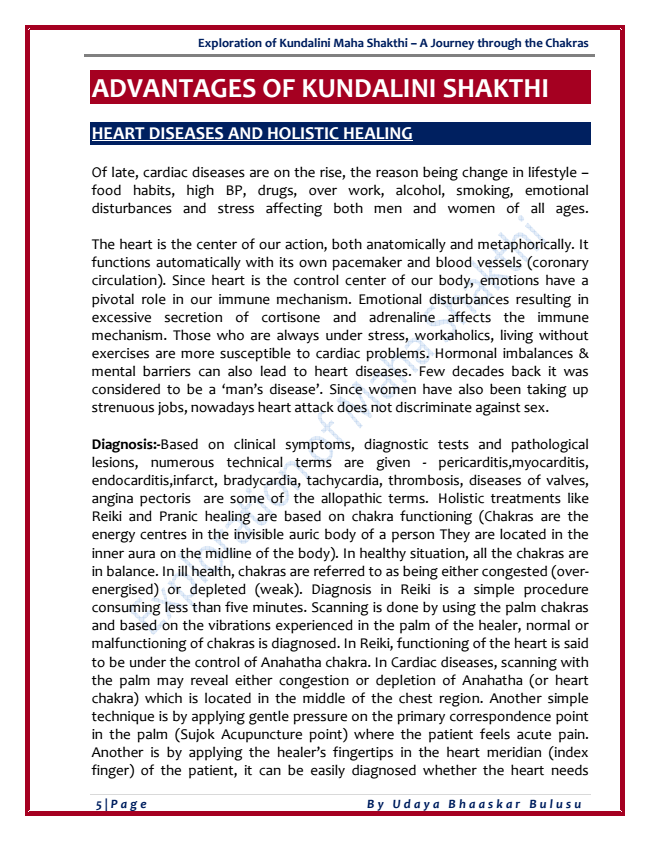 Exploration of Kundalini Maha Shakthi – A Journey through the Chakras
ADVANTAGES OF KUNDALINI SHAKTHI
HEART DISEASES AND HOLISTIC HEALING
Of late, cardiac diseases are on the rise, the reason being change in lifestyle –
food habits, high BP, drugs, over work, alcohol, smoking, emotional
disturbances and stress affecting both men and women of all ages.
The heart is the center of our action, both anatomically and metaphorically. It
functions automatically with its own pacemaker and blood vessels (coronary
circulation). Since heart is the control center of our body, emotions have a
pivotal role in our immune mechanism. Emotional disturbances resulting in
excessive secretion of cortisone and adrenaline affects the immune
mechanism. Those who are always under stress, workaholics, living without
exercises are more susceptible to cardiac problems. Hormonal imbalances &
mental barriers can also lead to heart diseases. Few decades back it was
considered to be a ‘man’s disease’. Since women have also been taking up
strenuous jobs, nowadays heart attack does not discriminate against sex.
Diagnosis:-Based on clinical symptoms, diagnostic tests and pathological
lesions, numerous technical terms are given - pericarditis,myocarditis,
endocarditis,infarct, bradycardia, tachycardia, thrombosis, diseases of valves,
angina pectoris are some of the allopathic terms. Holistic treatments like
Reiki and Pranic healing are based on chakra functioning (Chakras are the
energy centres in the invisible auric body of a person They are located in the
inner aura on the midline of the body). In healthy situation, all the chakras are
in balance. In ill health, chakras are referred to as being either congested (over-
energised) or depleted (weak). Diagnosis in Reiki is a simple procedure
consuming less than five minutes. Scanning is done by using the palm chakras
and based on the vibrations experienced in the palm of the healer, normal or
malfunctioning of chakras is diagnosed. In Reiki, functioning of the heart is said
to be under the control of Anahatha chakra. In Cardiac diseases, scanning with
the palm may reveal either congestion or depletion of Anahatha (or heart
chakra) which is located in the middle of the chest region. Another simple
technique is by applying gentle pressure on the primary correspondence point
in the palm (Sujok Acupuncture point) where the patient feels acute pain.
Another is by applying the healer’s fingertips in the heart meridian (index
finger) of the patient, it can be easily diagnosed whether the heart needs
Exploration of Maha Shakthi
5|Page By Udaya Bhaaskar Bulusu